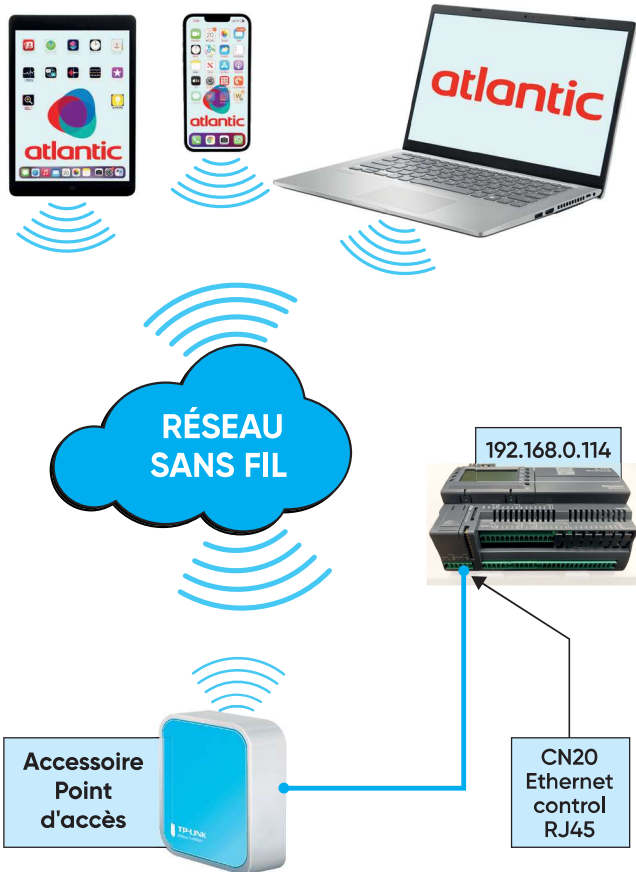 atlantic
atlantic
atlantic
RÉSEAU
SANS FIL
192.168.0.114
Accessoire
Point
d'accès
TP-LINK
CN20
Ethernet
control
RJ45